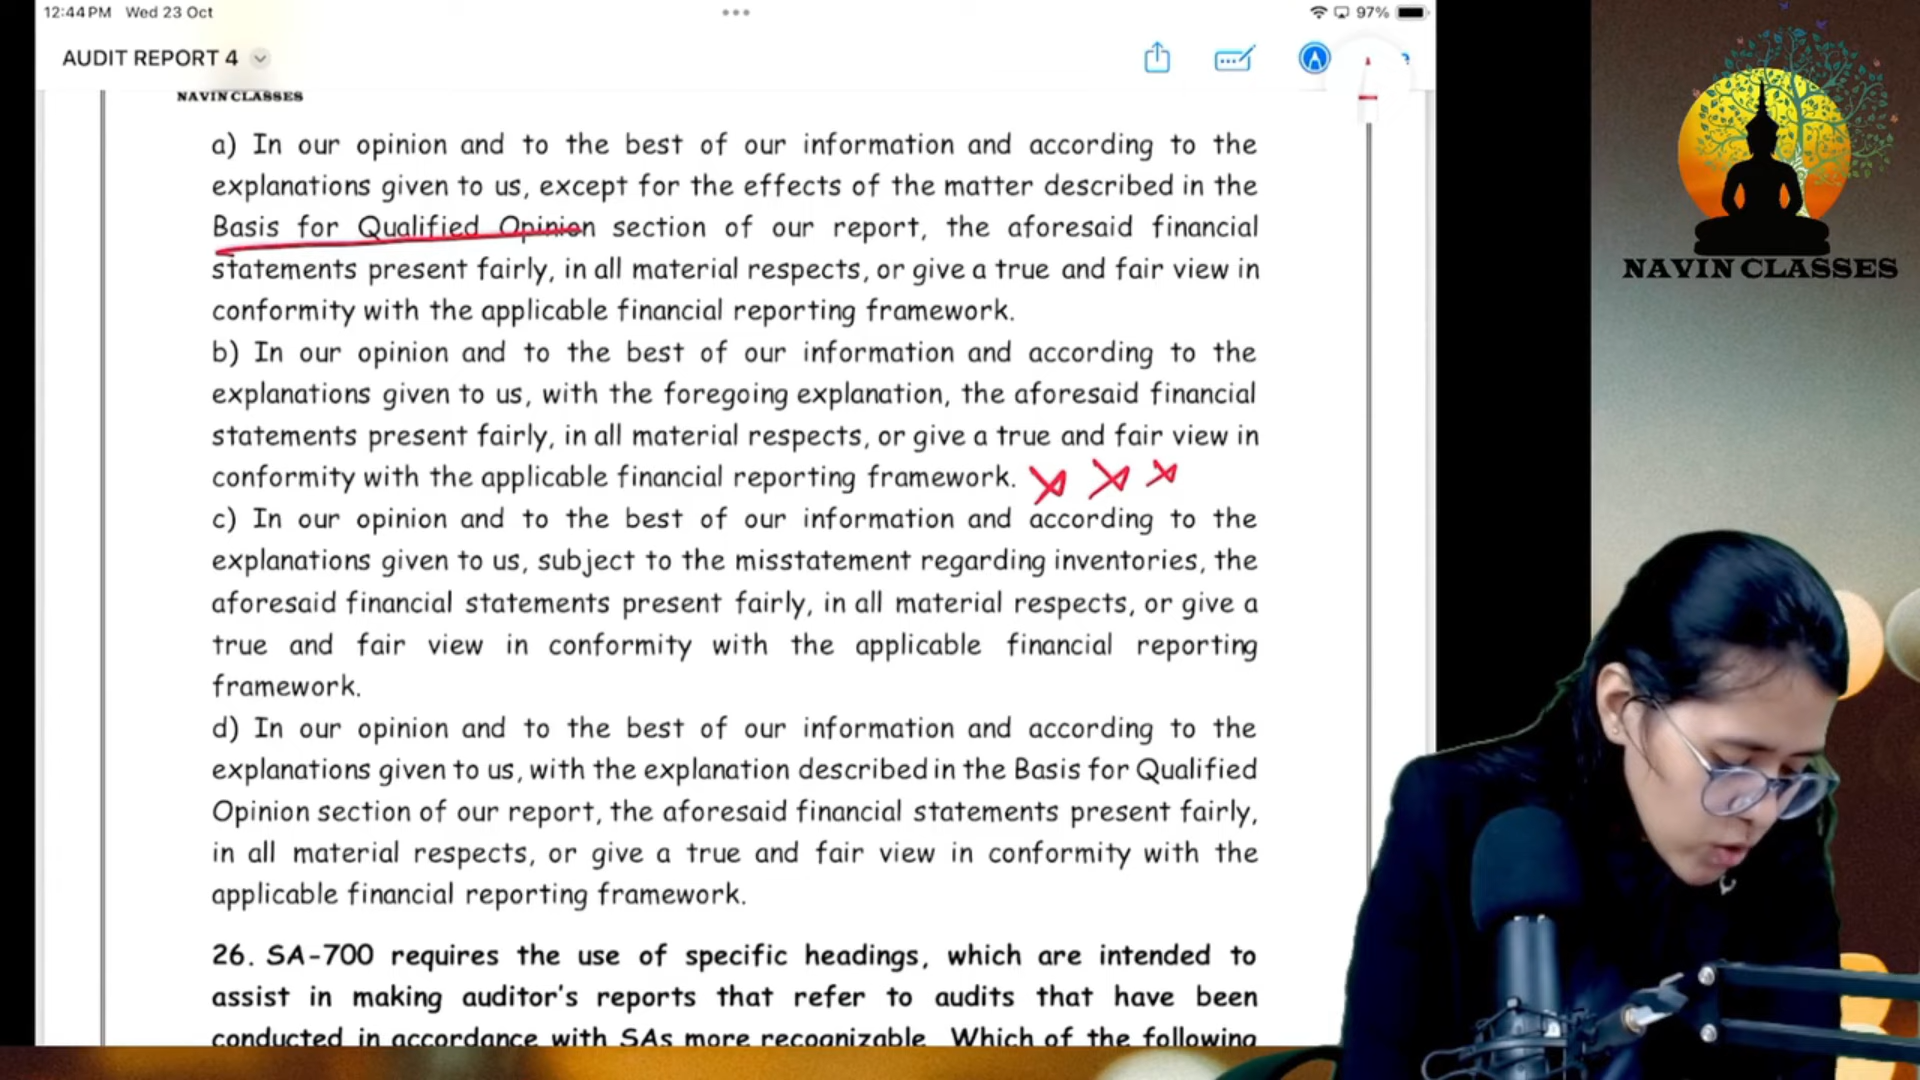 12:44 PM Wed 23 Oct
97%
AUDIT REPORT 4
NAVIN CLASSES
a) In our opinion and to the best of our information and according to the
explanations given to us, except for the effects of the matter described in the
Basis for Qualified Opinion section of our report, the aforesaid financial
statements present fairly, in all material respects, or give a true and fair view in
conformity with the applicable financial reporting framework.
b) In our opinion and to the best of our information and according to the
explanations given to us, with the foregoing explanation, the aforesaid financial
statements present fairly, in all material respects, or give a true and fair view in
conformity with the applicable financial reporting framework.
c) In our opinion and to the best of our information and according to the
explanations given to us, subject to the misstatement regarding inventories, the
aforesaid financial statements present fairly, in all material respects, or give a
true and fair view in conformity with the applicable financial reporting
framework.
d) In our opinion and to the best of our information and according to the
explanations given to us, with the explanation described in the Basis for Qualified
Opinion section of our report, the aforesaid financial statements present fairly,
in all material respects, or give a true and fair view in conformity with the
applicable financial reporting framework.
26. SA-700 requires the use of specific headings, which are intended to
assist in making auditor's reports that refer to audits that have been
conducted in accordance with SAs more recognizable. Which of the following
NAVIN CLASSES